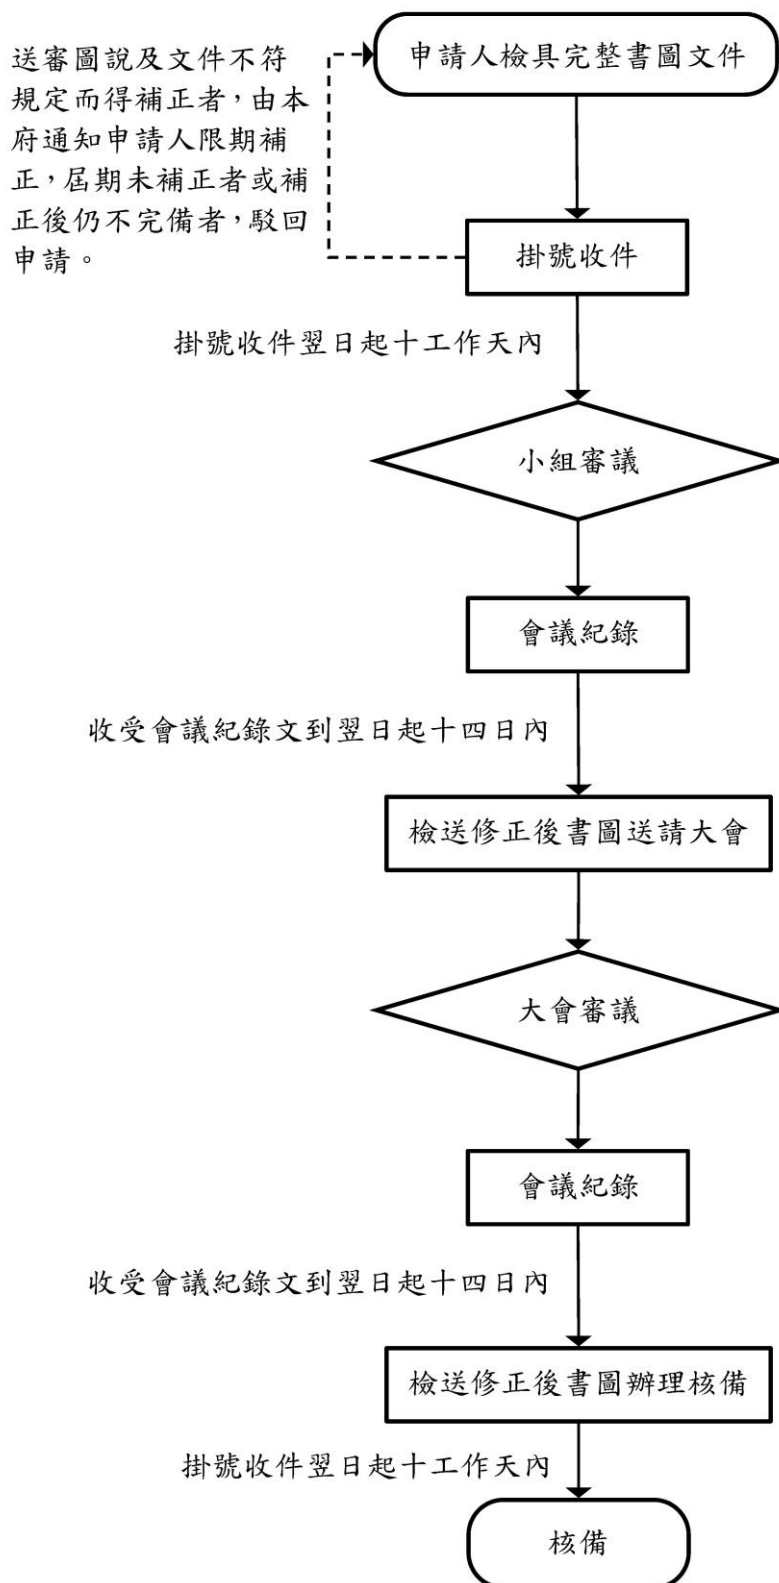 申請人檢具完整書圖文件
送審圖說及文件不符
規定而得補正者，由本
府通知申請人限期補
正，屆期未補正者或補
正後仍不完備者，駁回
申請。
掛號收件
掛號收件翌日起十工作天內
小組審議
會議紀錄
收受會議紀錄文到翌日起十四日內
檢送修正後書圖送請大會
大會審議
會議紀錄
收受會議紀錄文到翌日起十四日內
檢送修正後書圖辦理核備
掛號收件翌日起十工作天內
核備